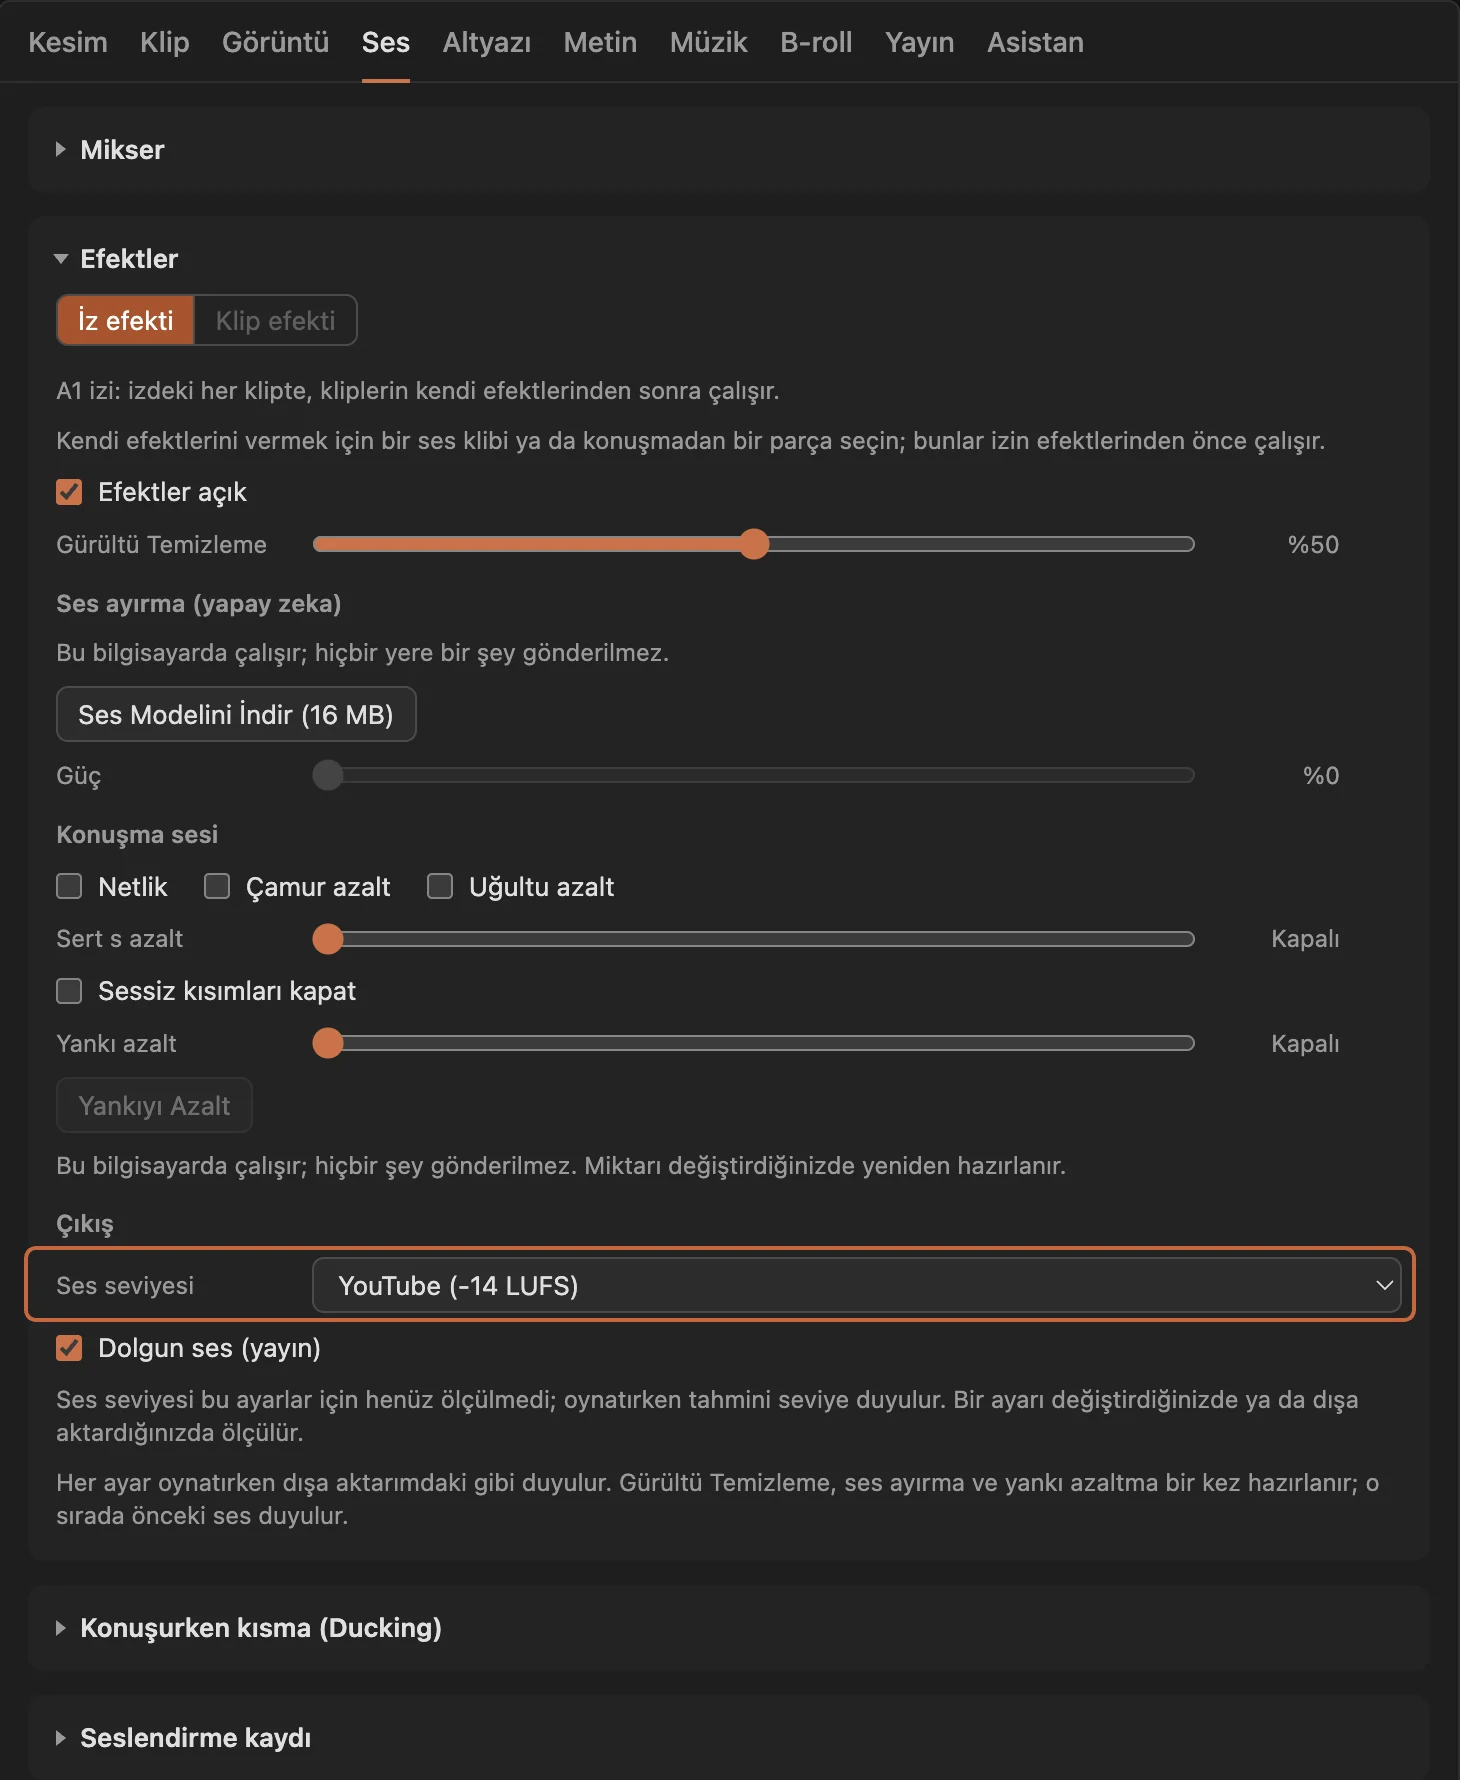 Kesim Klip Görüntü Ses Altyazı Metin Müzik B-roll Yayın Asistan
Mikser
Efektler
İz efekti Klip efekti
A1 izi: izdeki her klipte, kliplerin kendi efektlerinden sonra çalışır.
Kendi efektlerini vermek için bir ses klibi ya da konuşmadan bir parça seçin; bunlar izin efektlerinden önce çalışır.
Efektler açık
Gürültü Temizleme %50
Ses ayırma (yapay zeka)
Bu bilgisayarda çalışır; hiçbir yere bir şey gönderilmez.
Ses Modelini İndir (16 MB)
Güç %0
Konuşma sesi
Netlik Çamur azalt Uğultu azalt
Sert s azalt Kapalı
Sessiz kısımları kapat
Yankı azalt Kapalı
Yankıyı Azalt
Bu bilgisayarda çalışır; hiçbir şey gönderilmez. Miktarı değiştirdiğinizde yeniden hazırlanır.
Çıkış
Ses seviyesi YouTube (-14 LUFS)
Dolgun ses (yayın)
Ses seviyesi bu ayarlar için henüz ölçülmedi; oynatırken tahmini seviye duyulur. Bir ayarı değiştirdiğinizde ya da dışa
aktardığınızda ölçülür.
Her ayar oynatırken dışa aktarımdaki gibi duyulur. Gürültü Temizleme, ses ayırma ve yankı azaltma bir kez hazırlanır; o
sırada önceki ses duyulur.
Konuşurken kısma (Ducking)
Seslendirme kaydı